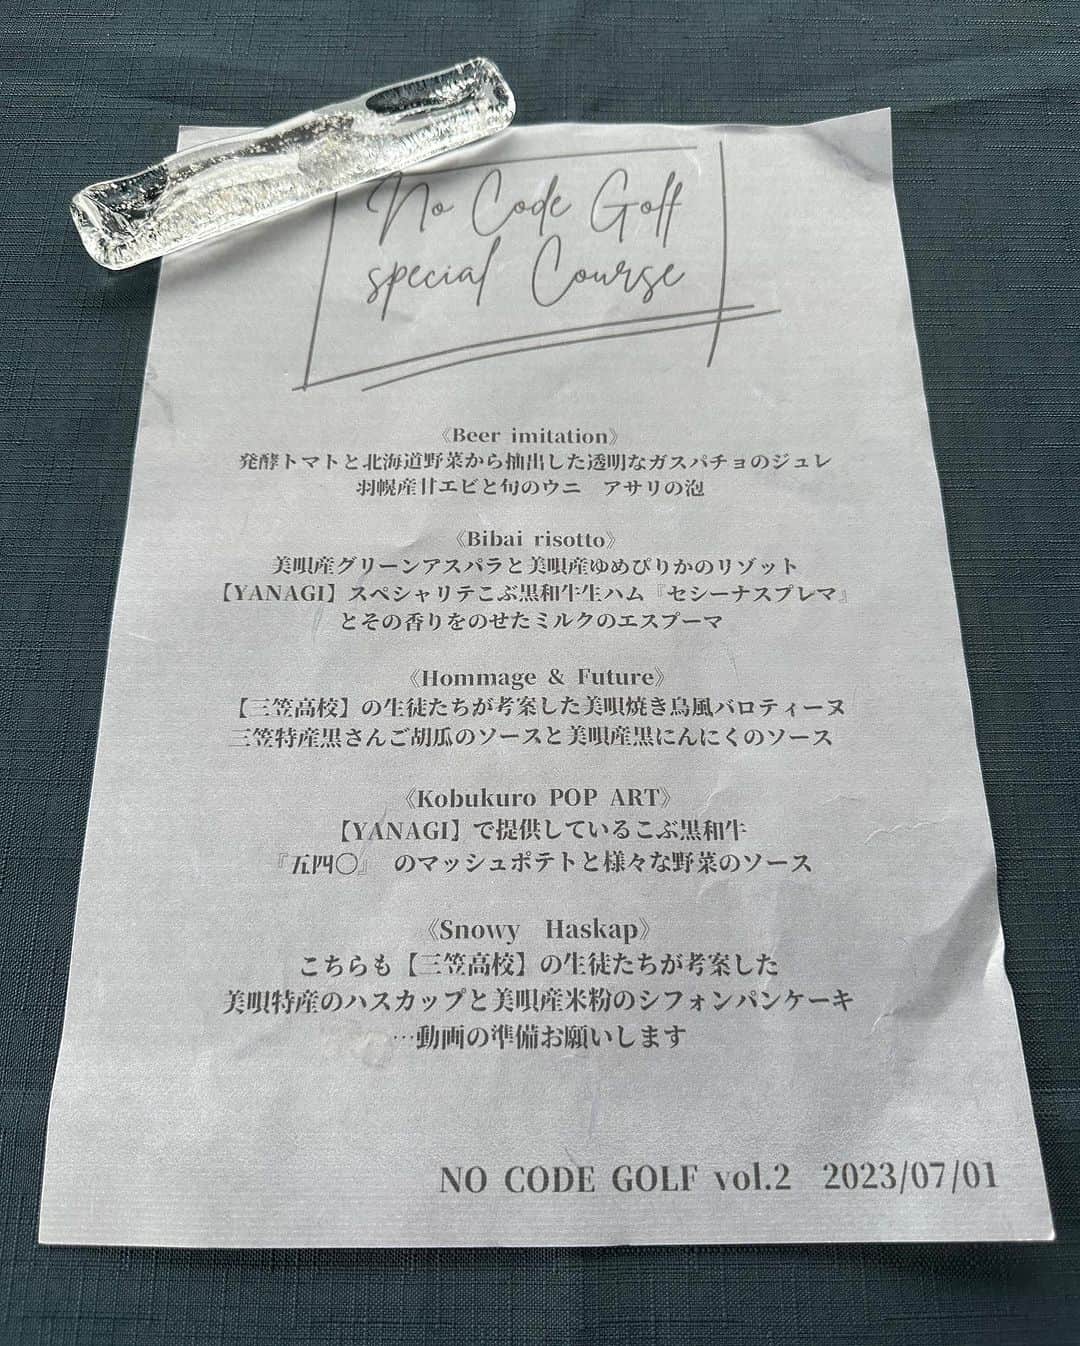 No Code Golf
special Course
《Beer imitation》
発酵トマトと北海道野菜から抽出した透明なガスパチョのジュレ
羽幌産甘エビと旬のウニ　アサリの泡
《Bibai risotto》
美唄産グリーンアスパラと美唄産ゆめぴりかのリゾット
【YANAGI】スペシャリテこぶ黒和牛生ハム『セシーナスプレマ』
とその香りをのせたミルクのエスプーマ
《Hommage & Future》
【三笠高校】の生徒たちが考案した美唄焼き鳥風バロティーヌ
三笠特産黒さんご胡瓜のソースと美唄産黒にんにくのソース
《Kobukuro POP ART》
【YANAGI】で提供しているこぶ黒和牛
『五四〇』 のマッシュポテトと様々な野菜のソース
《Snowy　Haskap》
こちらも【三笠高校】の生徒たちが考案した
美唄特産のハスカップと美唄産米粉のシフォンパンケーキ
…動画の準備お願いします
NO CODE GOLF vol.2　2023/07/01